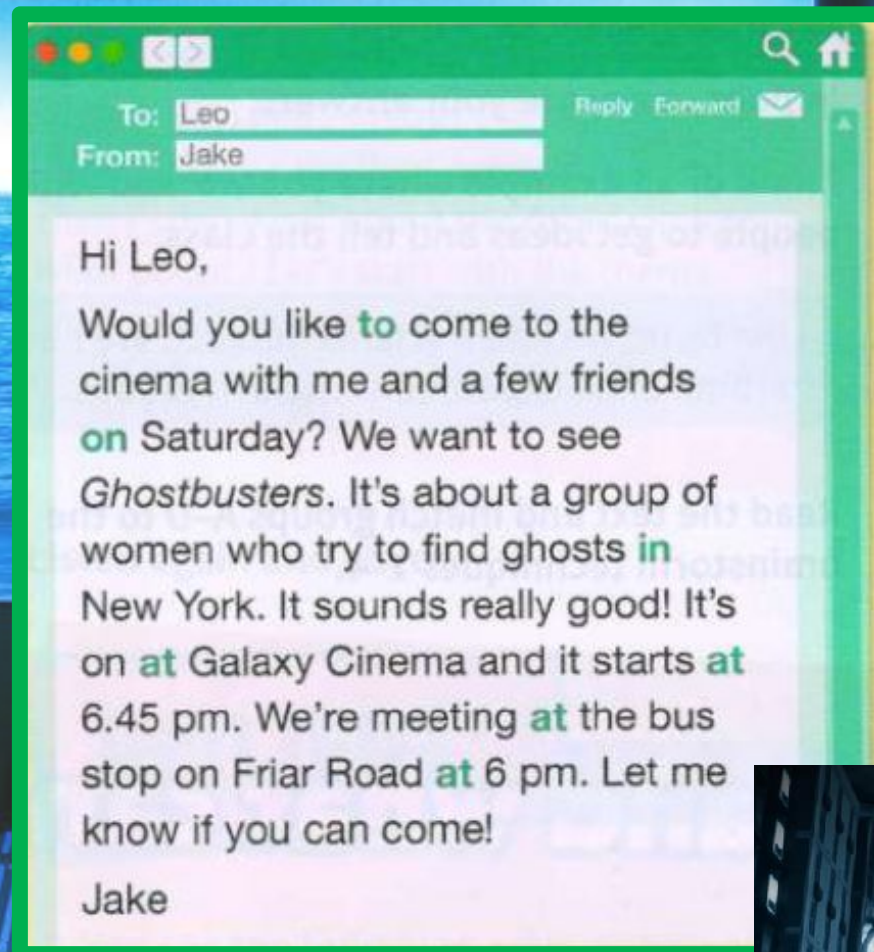 To: Leo
Reply Forward
From: Jake
Hi Leo,
Would you like to come to the
cinema with me and a few friends
on Saturday? We want to see
Ghostbusters. It's about a group of
women who try to find ghosts in
New York. It sounds really good! It's
on at Galaxy Cinema and it starts at
6.45 pm. We're meeting at the bus
stop on Friar Road at 6 pm. Let me
know if you can come!
Jake